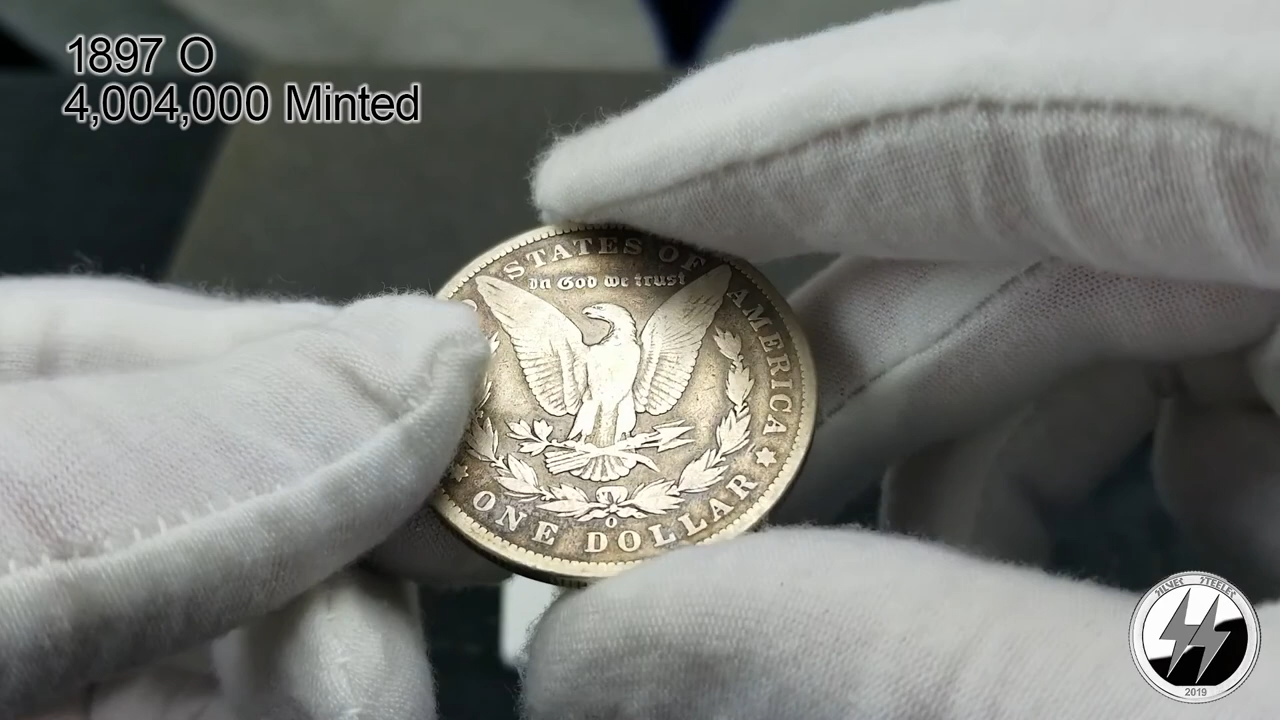 1897 O
4,004,000 Minted
STATES OF AMERICA
In God we trust
O
ONE DOLLAR
2019